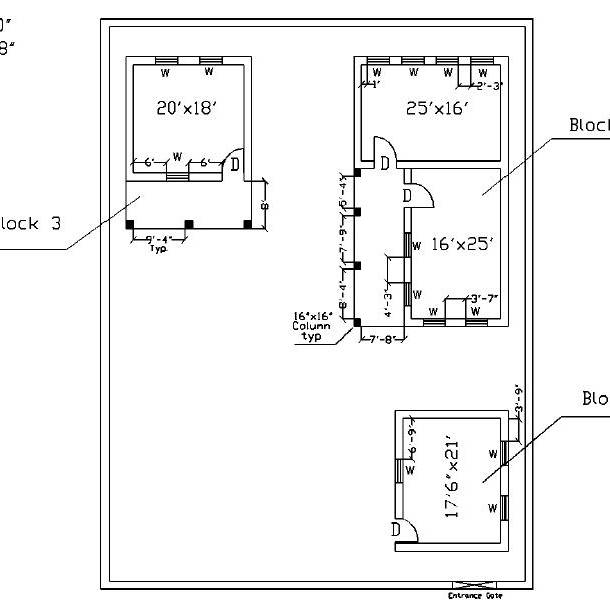 0"
8"
W W
20'x18'
6' W 6' D
8'
lock 3
9'-4"
Typ.
W W W W
1' 2'-3"
25'x16'
Bloc
D
D
5'-4"
7'-9"
8'-4"
W
16'x25'
4'-3"
W
3'-7"
W W
16"x16"
Column
typ
7'-8"
3'-9"
Blo
6'-9"
W
17'6"x21'
W
W
D
Entrance Gate